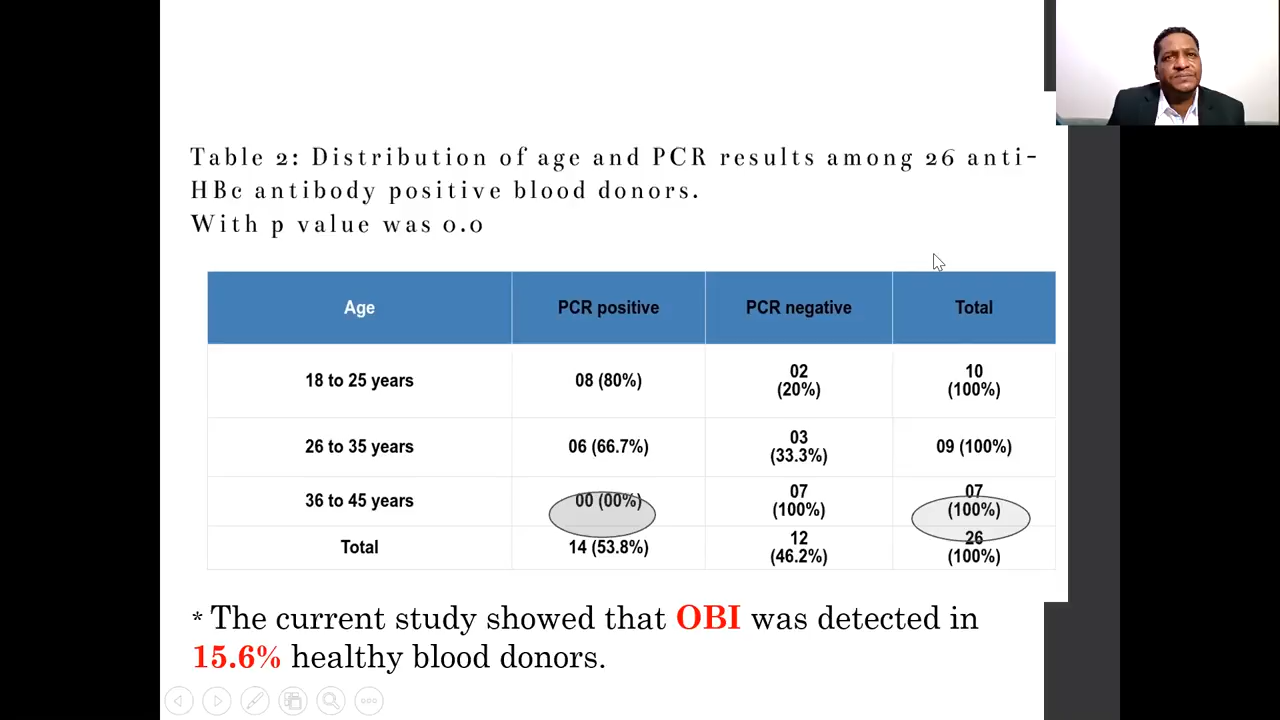 Table 2: Distribution of age and PCR results among 26 anti-
HBc antibody positive blood donors.
With p value was 0.0
Age PCR positive PCR negative Total
18 to 25 years 08 (80%) 02 (20%) 10 (100%)
26 to 35 years 06 (66.7%) 03 (33.3%) 09 (100%)
36 to 45 years 00 (00%) 07 (100%) 07 (100%)
Total 14 (53.8%) 12 (46.2%) 26 (100%)
* The current study showed that OBI was detected in
15.6% healthy blood donors.